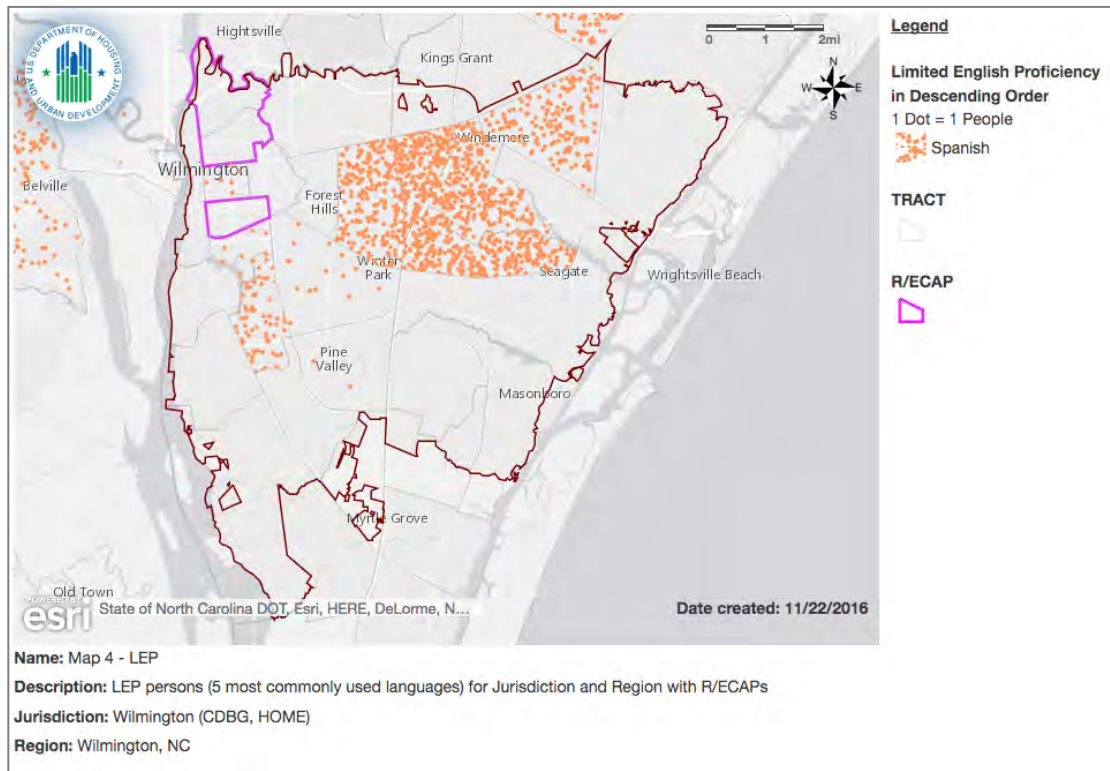 U.S. DEPARTMENT OF HOUSING
AND URBAN DEVELOPMENT
Hightsville
Kings Grant
0 1 2mi
N
W E
S
Windemere
Wilmington
Belville
Forest
Hills
Winter
Park
Seagate
Wrightsville Beach
Pine
Valley
Masonboro
Myrtle Grove
Old Town
POWERED BY
esri
State of North Carolina DOT, Esri, HERE, DeLorme, N...
Date created: 11/22/2016
Legend
Limited English Proficiency
in Descending Order
1 Dot = 1 People
Spanish
TRACT
R/ECAP
Name: Map 4 - LEP
Description: LEP persons (5 most commonly used languages) for Jurisdiction and Region with R/ECAPs
Jurisdiction: Wilmington (CDBG, HOME)
Region: Wilmington, NC